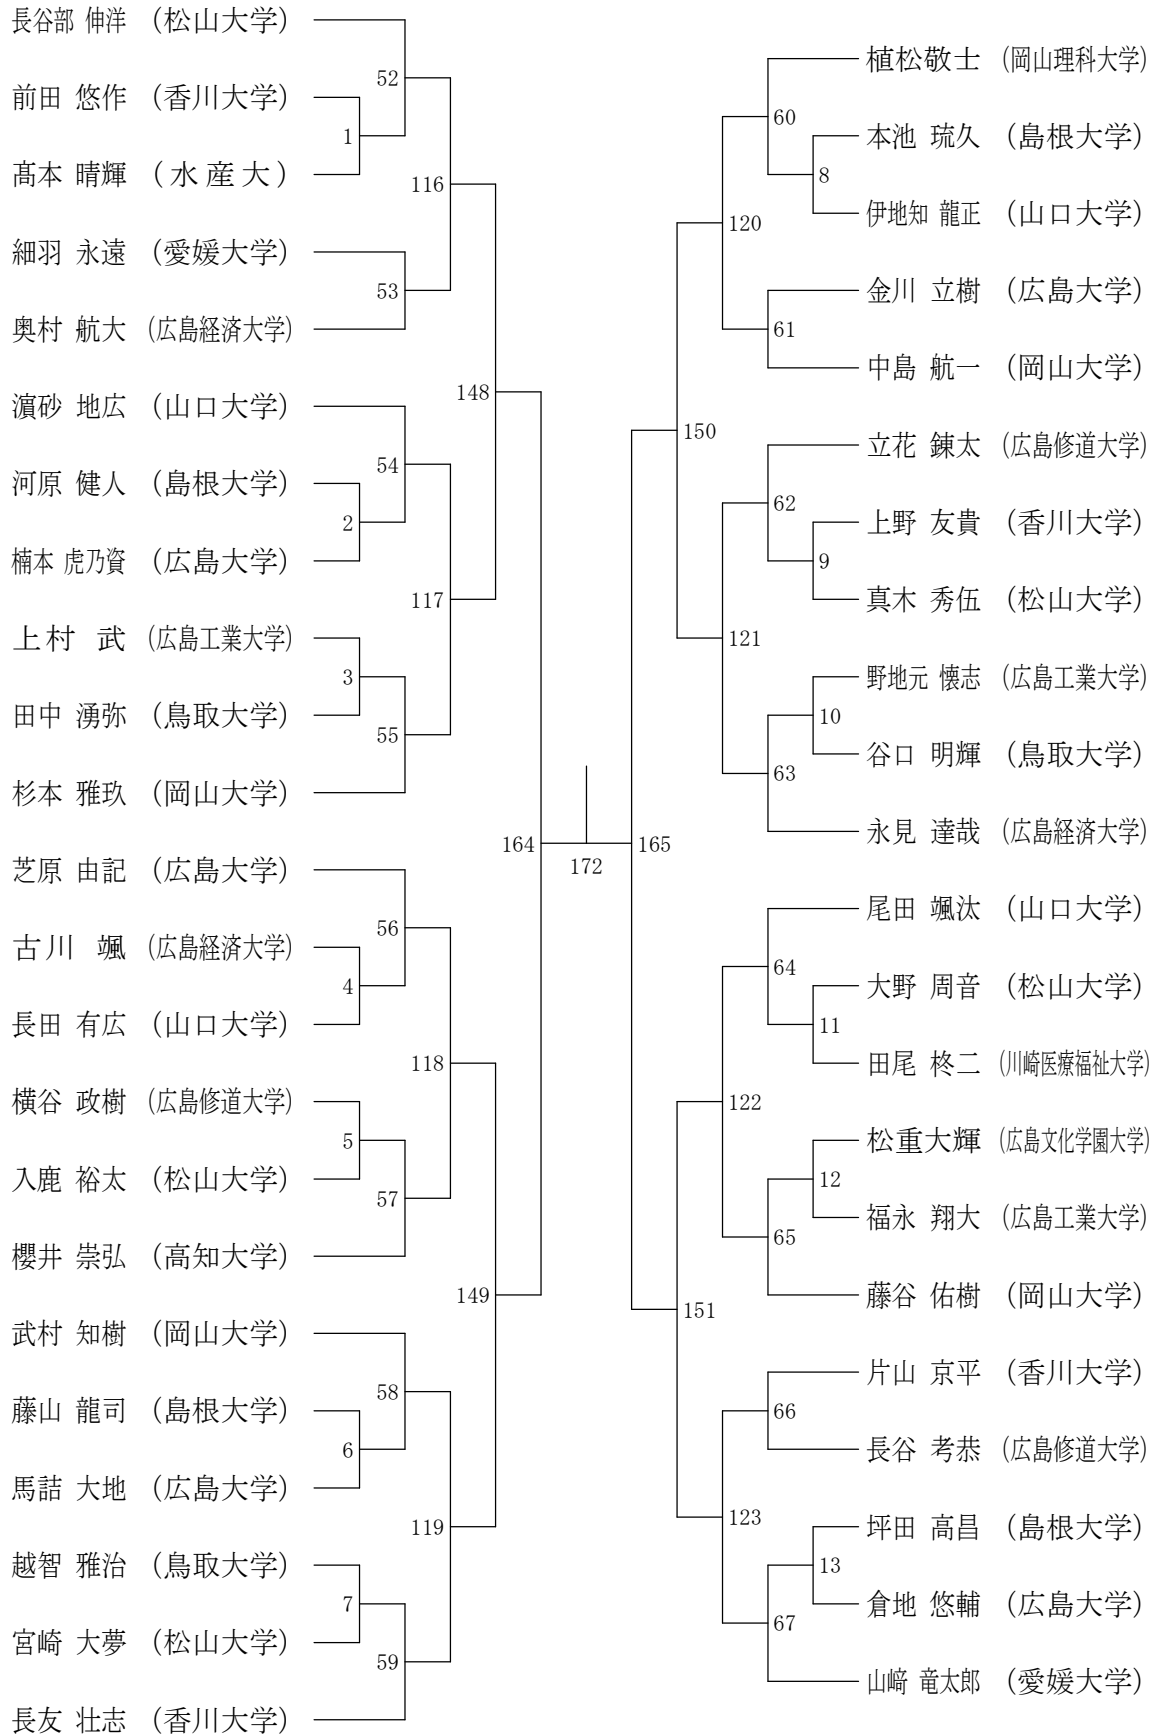 長谷部 伸洋 (松山大学)
前田 悠作 (香川大学)
髙本 晴輝 (水産大)
細羽 永遠 (愛媛大学)
奥村 航大 (広島経済大学)
濵砂 地広 (山口大学)
河原 健人 (島根大学)
楠本 虎乃資 (広島大学)
上村 武 (広島工業大学)
田中 湧弥 (鳥取大学)
杉本 雅玖 (岡山大学)
芝原 由記 (広島大学)
古川 颯 (広島経済大学)
長田 有広 (山口大学)
横谷 政樹 (広島修道大学)
入鹿 裕太 (松山大学)
櫻井 崇弘 (高知大学)
武村 知樹 (岡山大学)
藤山 龍司 (島根大学)
馬詰 大地 (広島大学)
越智 雅治 (鳥取大学)
宮崎 大夢 (松山大学)
長友 壮志 (香川大学)
1
2
3
4
5
6
7
52
53
54
55
56
57
58
59
116
117
118
119
148
149
164
172
165
150
151
120
121
122
123
60
61
62
63
64
65
66
67
8
9
10
11
12
13
植松敬士 (岡山理科大学)
本池 琉久 (島根大学)
伊地知 龍正 (山口大学)
金川 立樹 (広島大学)
中島 航一 (岡山大学)
立花 錬太 (広島修道大学)
上野 友貴 (香川大学)
真木 秀伍 (松山大学)
野地元 懐志 (広島工業大学)
谷口 明輝 (鳥取大学)
永見 達哉 (広島経済大学)
尾田 颯汰 (山口大学)
大野 周音 (松山大学)
田尾 柊二 (川崎医療福祉大学)
松重大輝 (広島文化学園大学)
福永 翔大 (広島工業大学)
藤谷 佑樹 (岡山大学)
片山 京平 (香川大学)
長谷 考恭 (広島修道大学)
坪田 高昌 (島根大学)
倉地 悠輔 (広島大学)
山﨑 竜太郎 (愛媛大学)